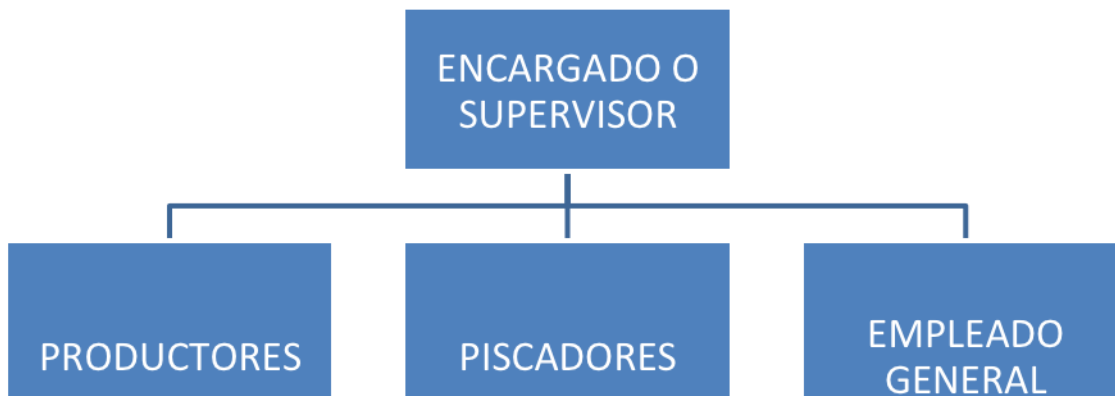 ENCARGADO O
SUPERVISOR
PRODUCTORES
PISCADORES
EMPLEADO
GENERAL